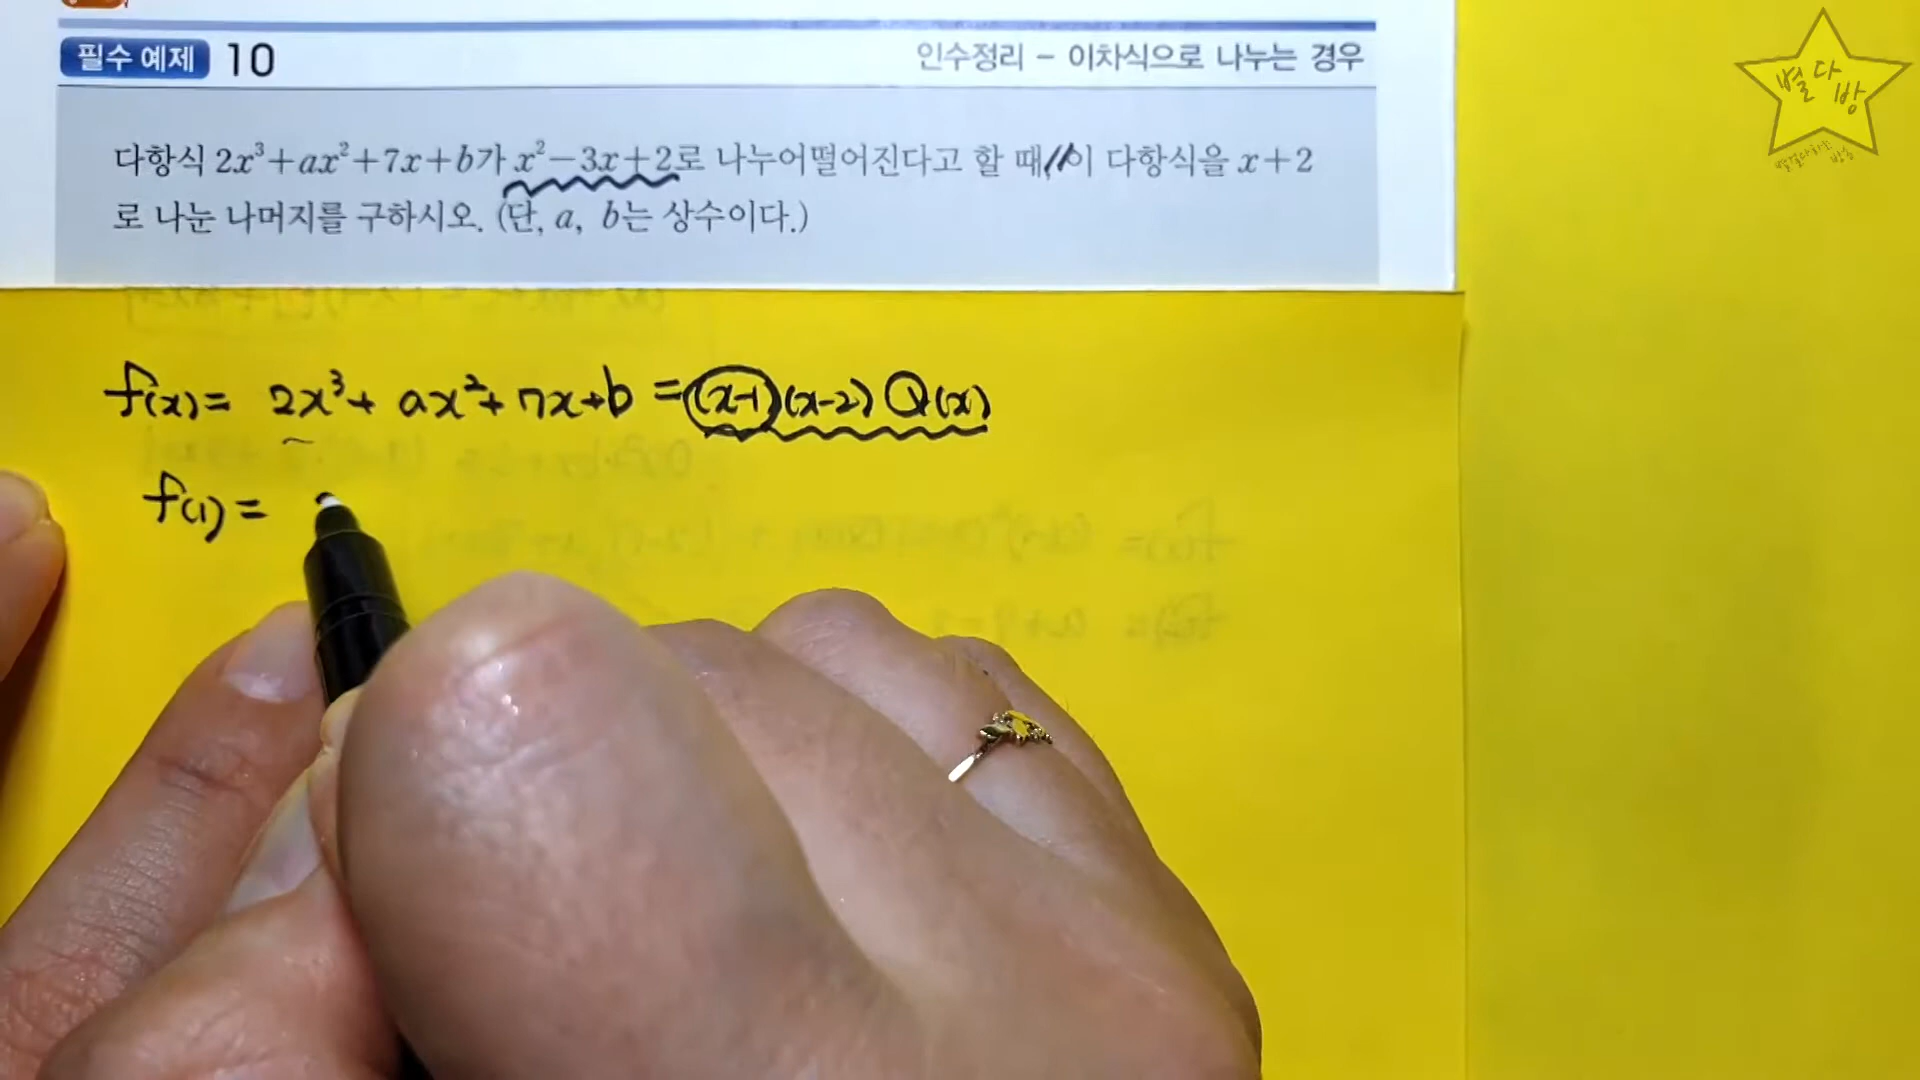 필수 예제 10
인수정리 - 이차식으로 나누는 경우
다항식 2x³+ax²+7x+b가 x²-3x+2로 나누어떨어진다고 할 때, 이 다항식을 x+2
로 나눈 나머지를 구하시오. (단, a, b는 상수이다.)
f(x)= 2x³+ ax²+ 7x+b =(x-1)(x-2) Q(x)
f(1)=
별다방